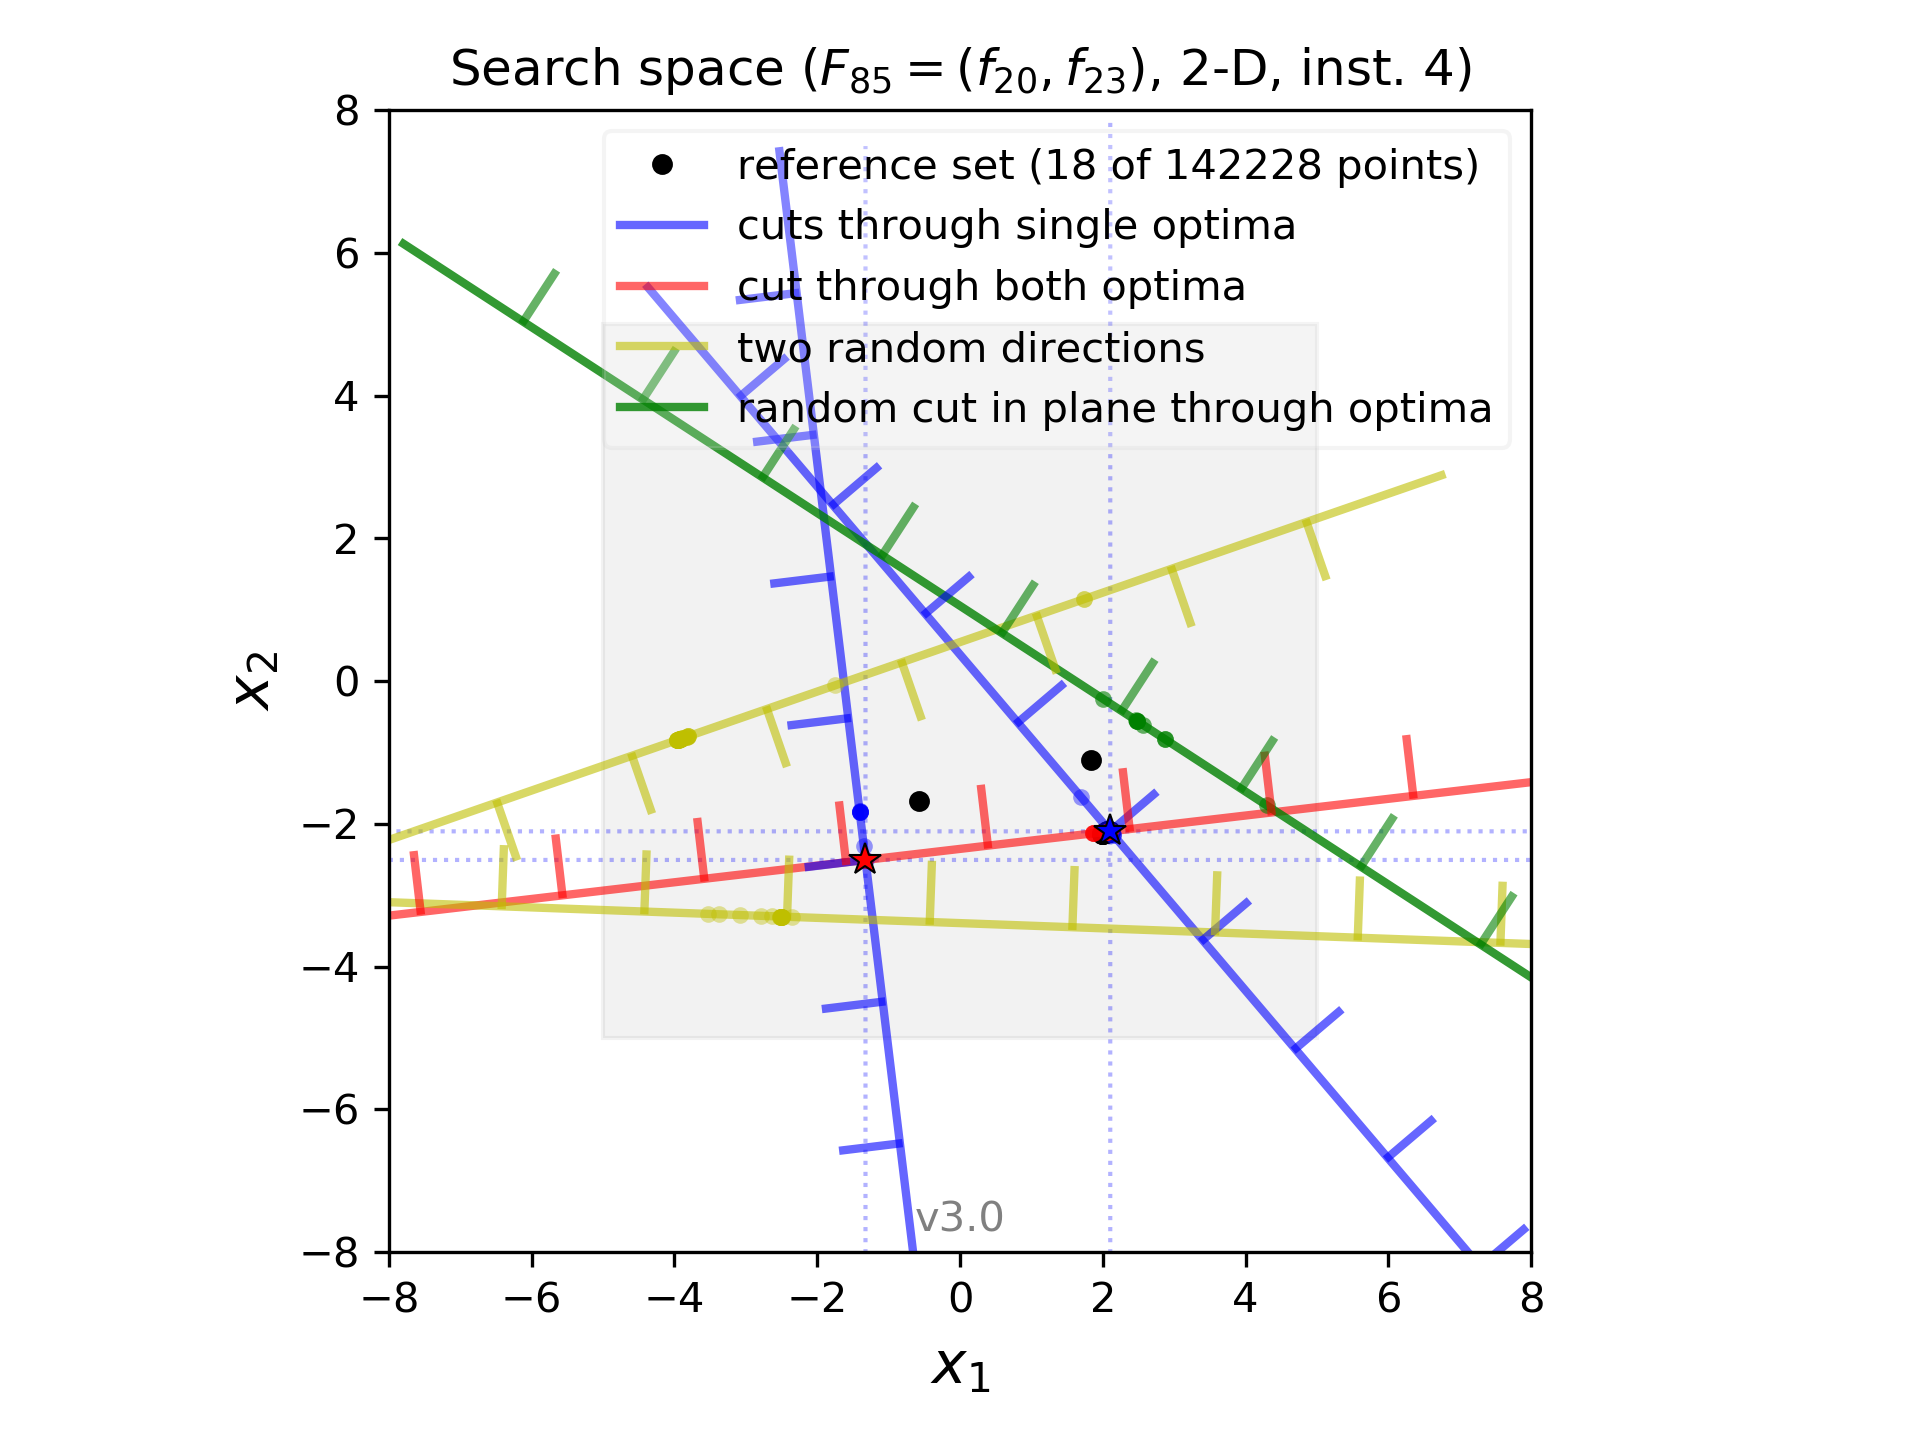 Search space (F85 = (f20, f23), 2-D, inst. 4)
reference set (18 of 142228 points)
cuts through single optima
cut through both optima
two random directions
random cut in plane through optima
8
6
4
2
0
−2
−4
−6
−8
x2
v3.0
−8 −6 −4 −2 0 2 4 6 8
x1